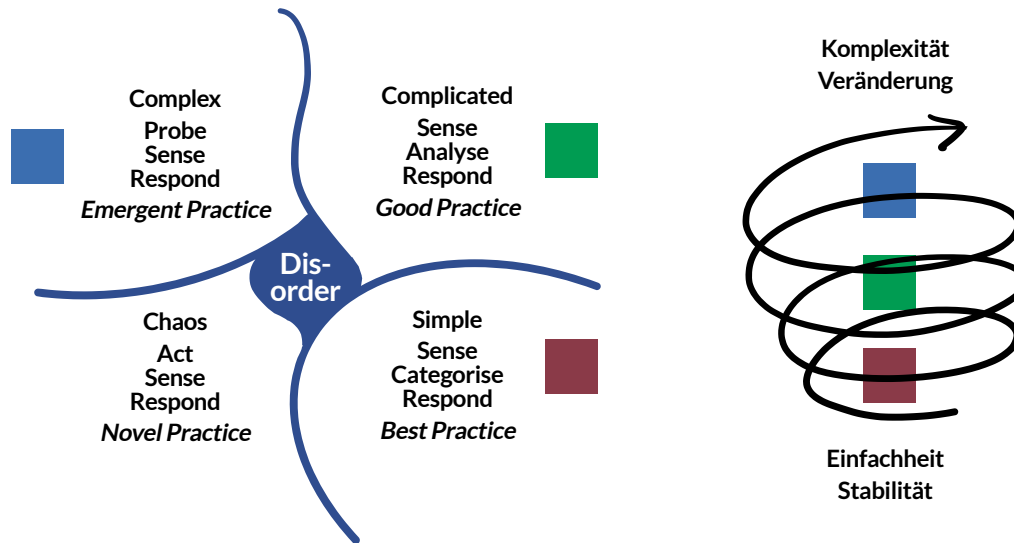 Complex
Probe
Sense
Respond
Emergent Practice
Complicated
Sense
Analyse
Respond
Good Practice
Dis-
order
Chaos
Act
Sense
Respond
Novel Practice
Simple
Sense
Categorise
Respond
Best Practice
Komplexität
Veränderung
Einfachheit
Stabilität